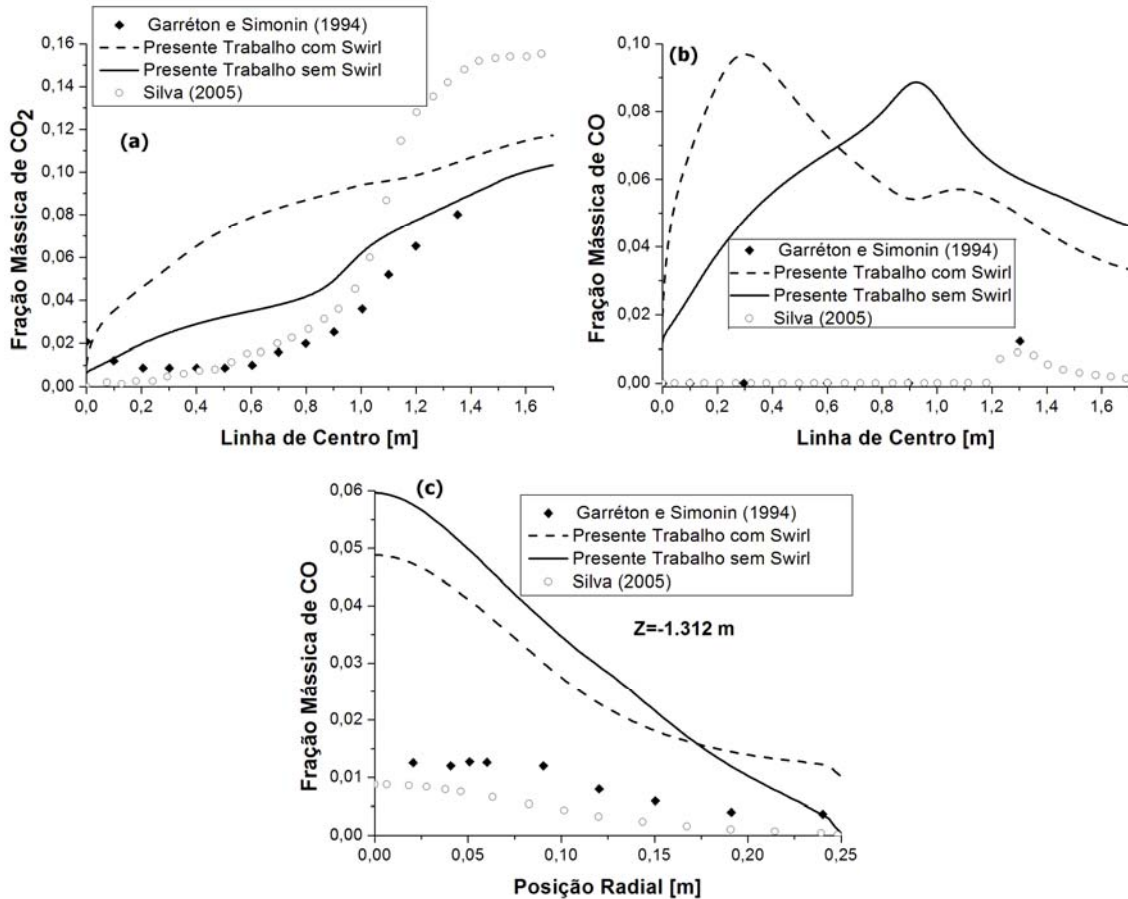 Garréton e Simonin (1994)
Presente Trabalho com Swirl
Presente Trabalho sem Swirl
Silva (2005)
(a)
Fração Mássica de CO2
0,16
0,14
0,12
0,10
0,08
0,06
0,04
0,02
0,00
0,0 0,2 0,4 0,6 0,8 1,0 1,2 1,4 1,6
Linha de Centro [m]
(b)
Fração Mássica de CO
0,10
0,08
0,06
0,04
0,02
0,00
Garréton e Simonin (1994)
Presente Trabalho com Swirl
Presente Trabalho sem Swirl
Silva (2005)
0,0 0,2 0,4 0,6 0,8 1,0 1,2 1,4 1,6
Linha de Centro [m]
(c)
Garréton e Simonin (1994)
Presente Trabalho com Swirl
Presente Trabalho sem Swirl
Silva (2005)
Z=-1.312 m
Fração Mássica de CO
0,06
0,05
0,04
0,03
0,02
0,01
0,00
0,00 0,05 0,10 0,15 0,20 0,25
Posição Radial [m]